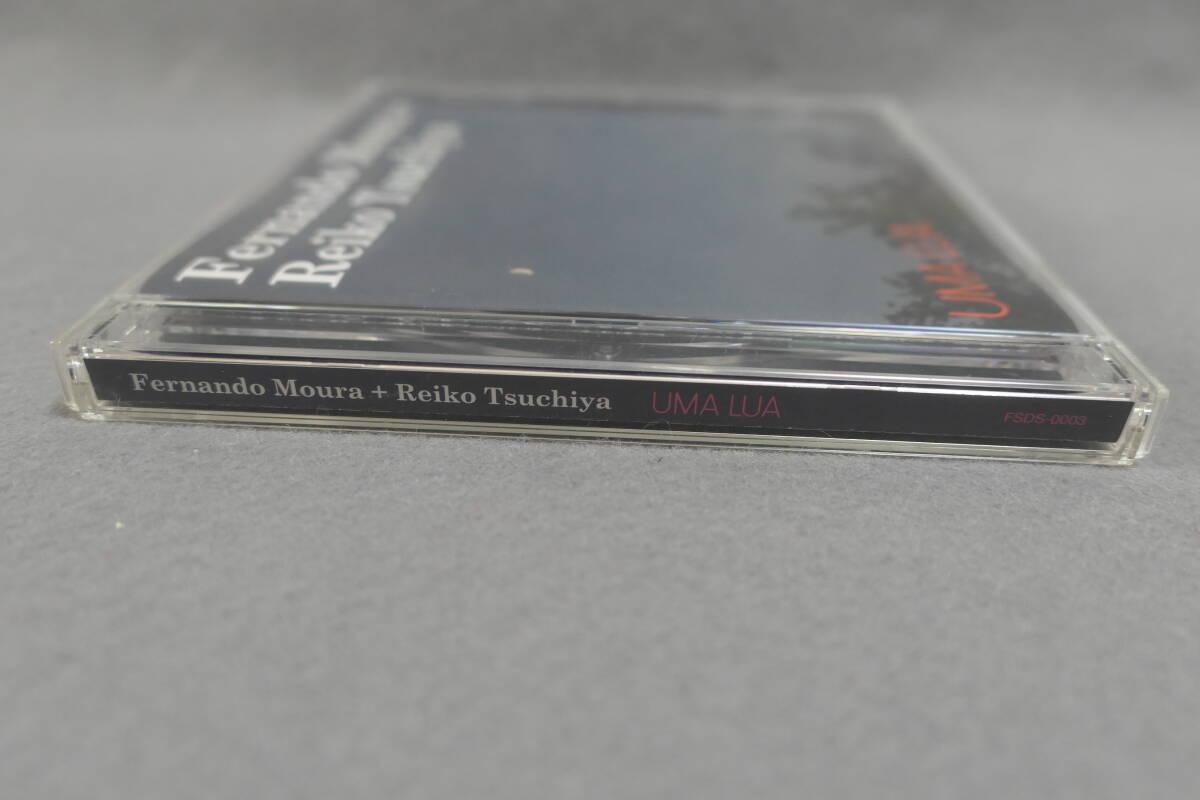 Fernando Moura
Reiko Tsuchiya
UMA LUA
Fernando Moura + Reiko Tsuchiya UMA LUA FSDS-0003